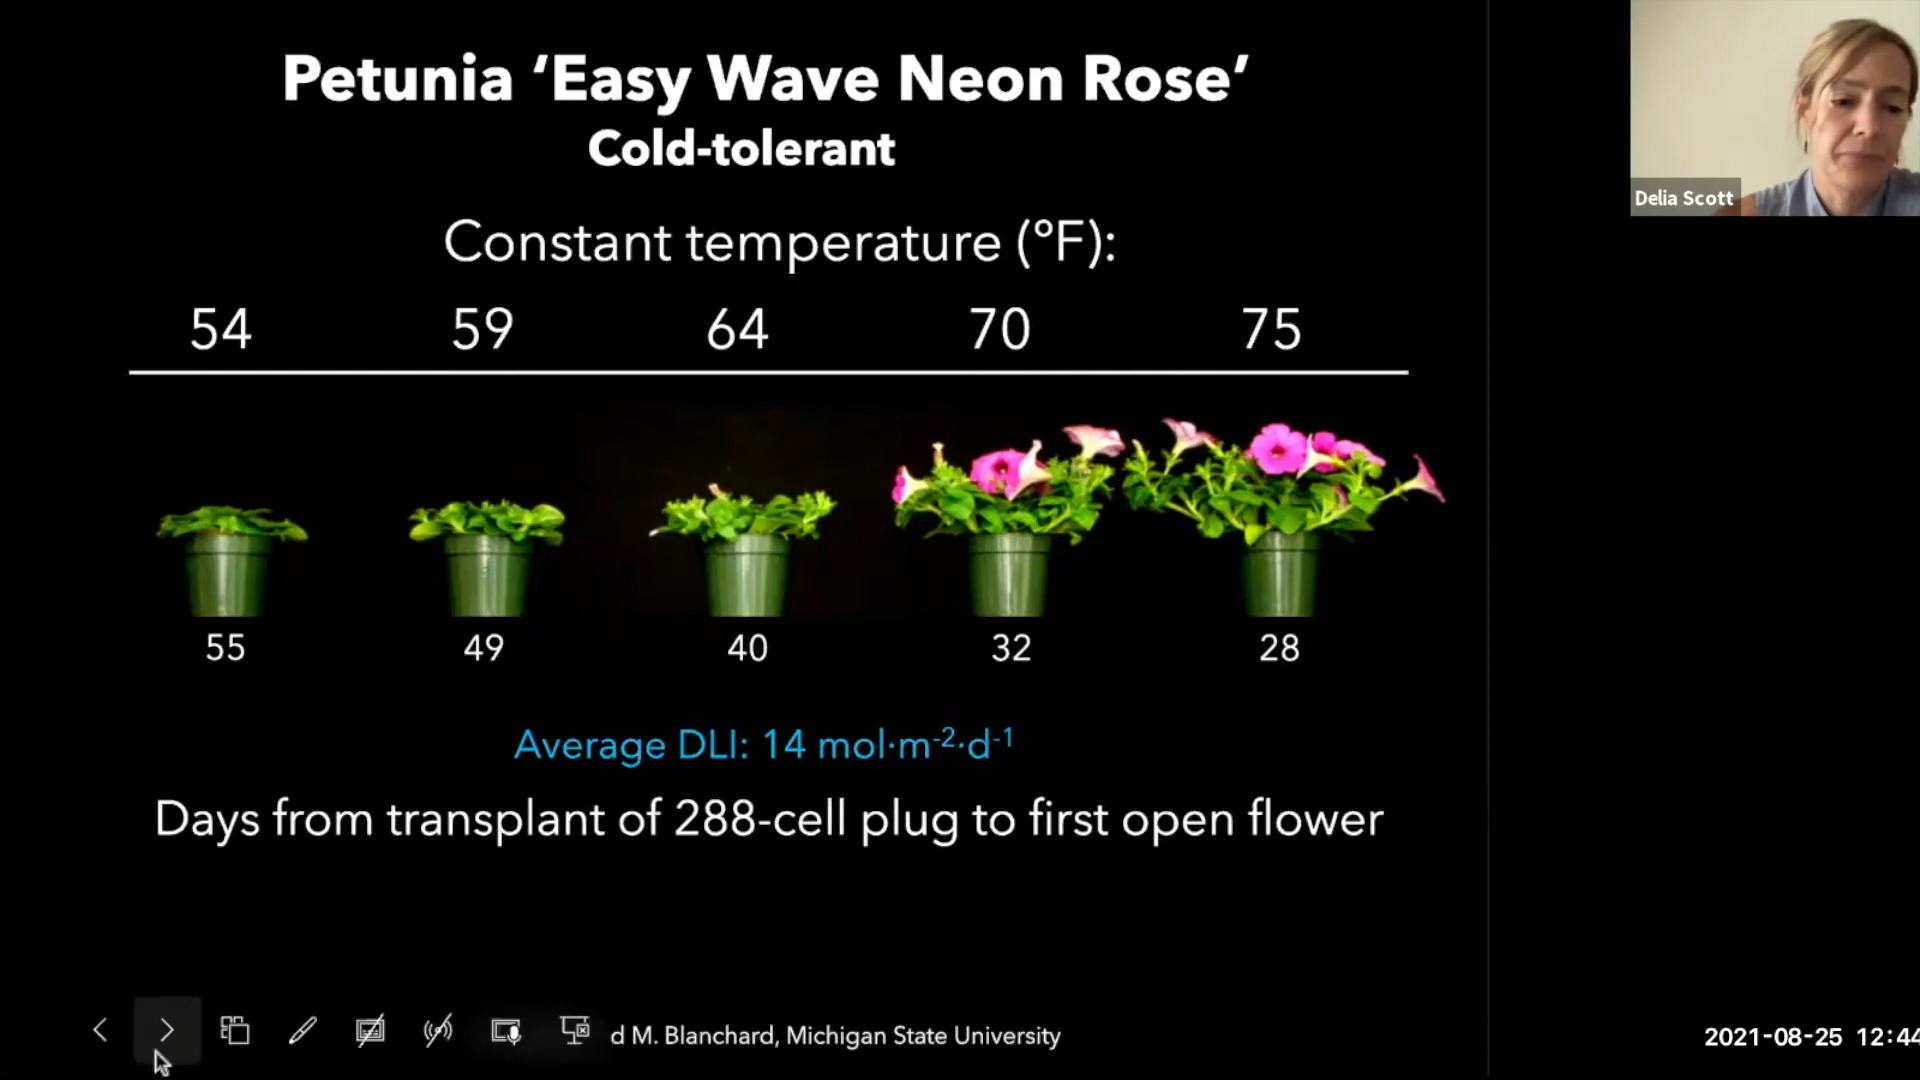 Petunia ‘Easy Wave Neon Rose’
Cold-tolerant
Constant temperature (°F):
54 59 64 70 75
55 49 40 32 28
Average DLI: 14 mol·m-2·d-1
Days from transplant of 288-cell plug to first open flower
d M. Blanchard, Michigan State University
Delia Scott
2021-08-25 12:44